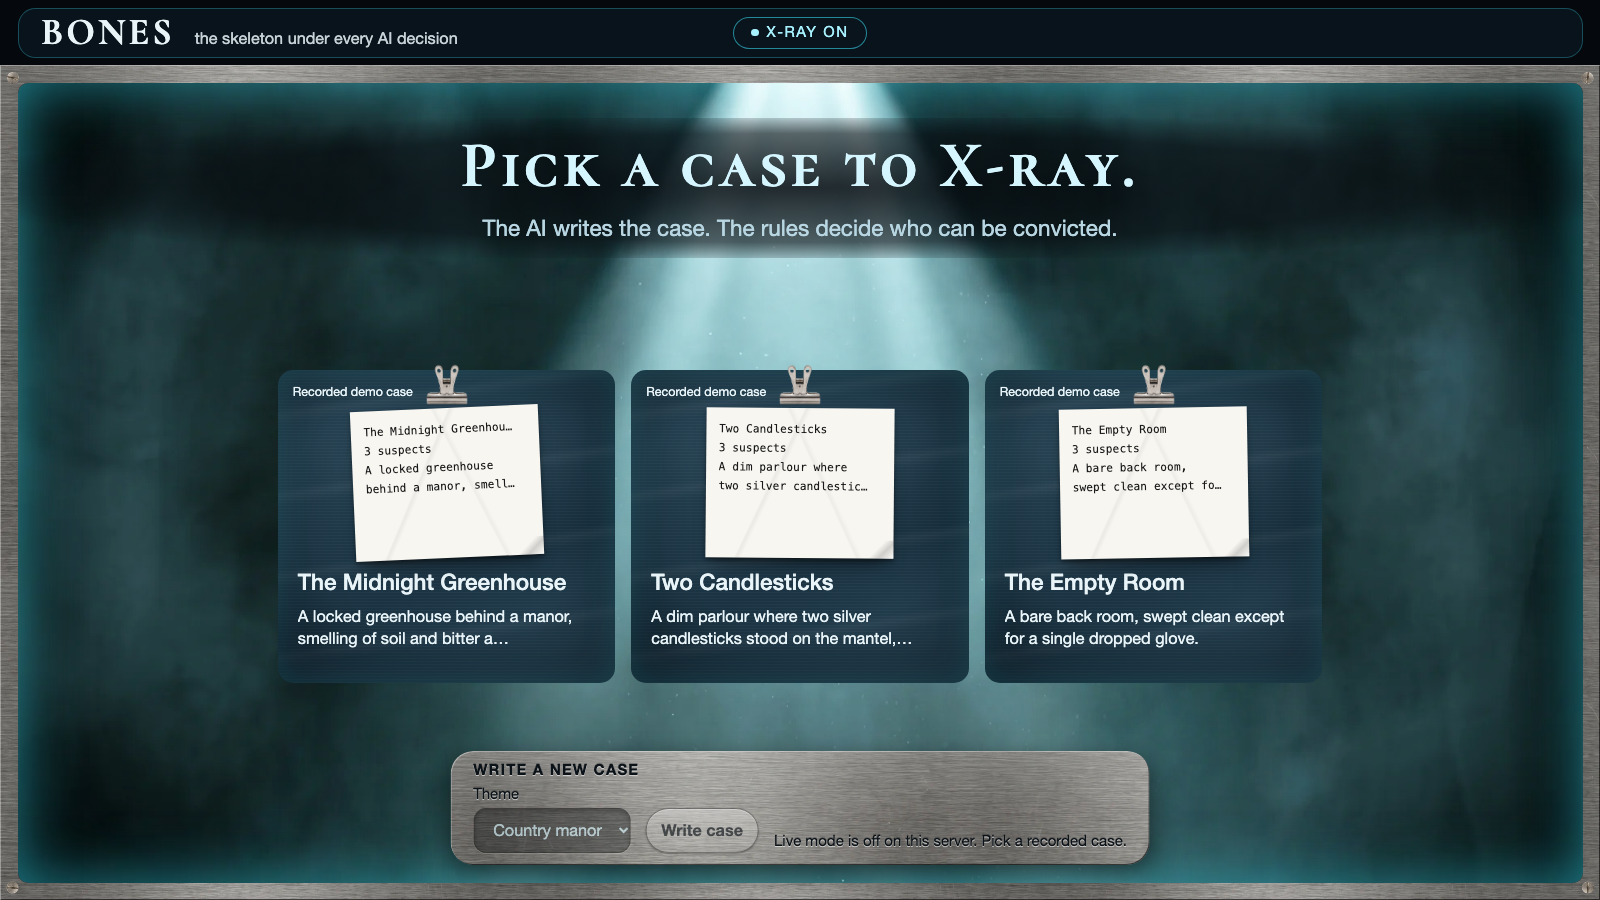 BONES the skeleton under every AI decision
X-RAY ON
Pick a case to X-ray.
The AI writes the case. The rules decide who can be convicted.
Recorded demo case
The Midnight Greenhou…
3 suspects
A locked greenhouse
behind a manor, smell…
The Midnight Greenhouse
A locked greenhouse behind a manor,
smelling of soil and bitter a…
Recorded demo case
Two Candlesticks
3 suspects
A dim parlour where
two silver candlestic…
Two Candlesticks
A dim parlour where two silver
candlesticks stood on the mantel,…
Recorded demo case
The Empty Room
3 suspects
A bare back room,
swept clean except fo…
The Empty Room
A bare back room, swept clean except
for a single dropped glove.
WRITE A NEW CASE
Theme
Country manor
Write case
Live mode is off on this server. Pick a recorded case.